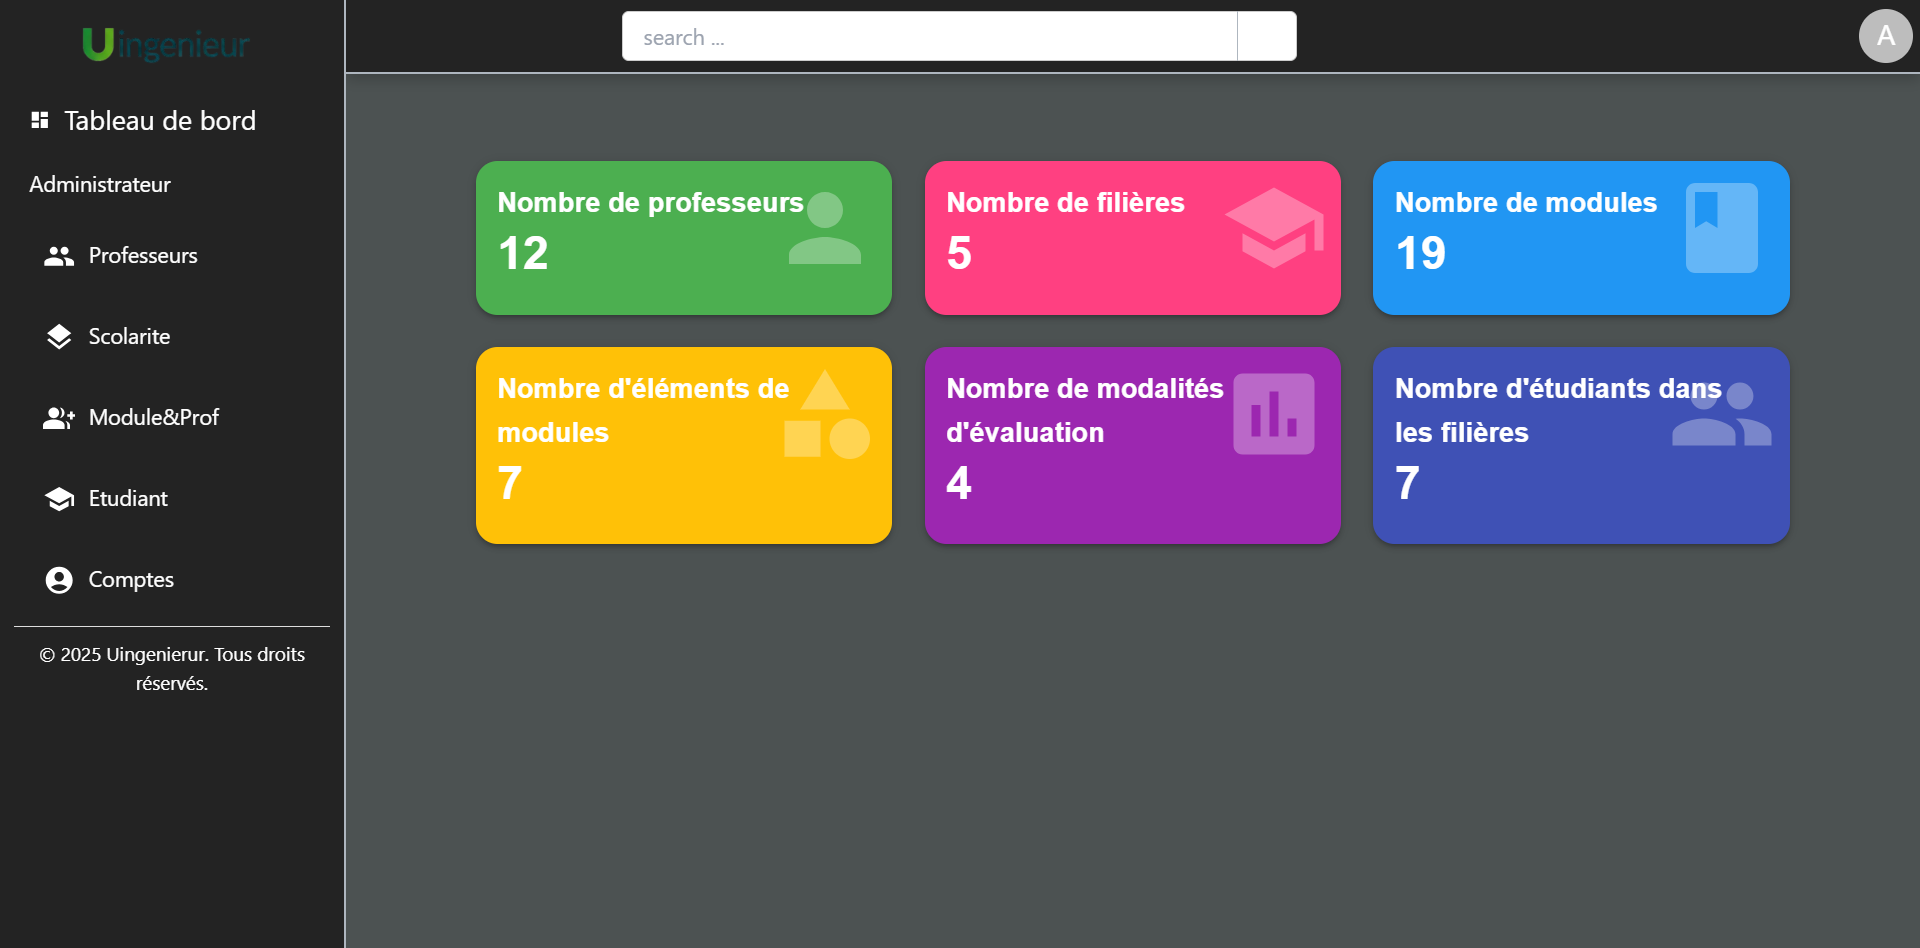 Uingenieur
search ...
A
Tableau de bord
Administrateur
Professeurs
Scolarite
Module&Prof
Etudiant
Comptes
© 2025 Uingenierur. Tous droits
réservés.
Nombre de professeurs
12
Nombre de filières
5
Nombre de modules
19
Nombre d'éléments de
modules
7
Nombre de modalités
d'évaluation
4
Nombre d'étudiants dans
les filières
7